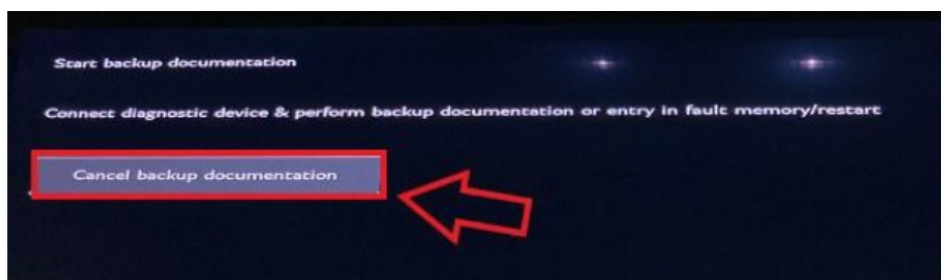 Start backup documentation
Connect diagnostic device & perform backup documentation or entry in fault memory/restart
Cancel backup documentation